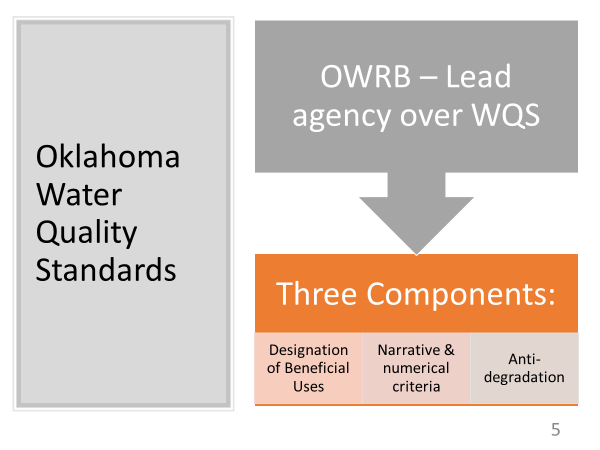 Oklahoma
Water
Quality
Standards
OWRB – Lead
agency over WQS
Three Components:
Designation
of Beneficial
Uses
Narrative &
numerical
criteria
Anti-
degradation
5